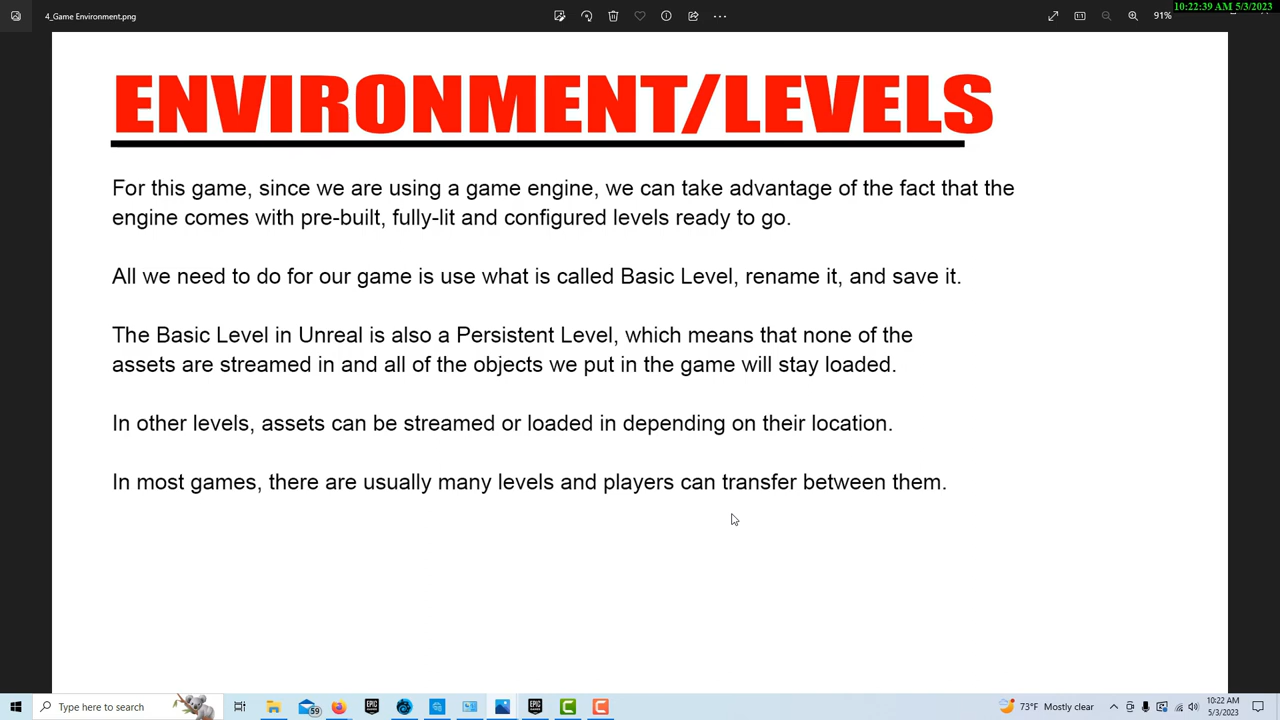 4_Game Environment.png
91%
10:22:39 AM 5/3/2023
ENVIRONMENT/LEVELS
For this game, since we are using a game engine, we can take advantage of the fact that the
engine comes with pre-built, fully-lit and configured levels ready to go.
All we need to do for our game is use what is called Basic Level, rename it, and save it.
The Basic Level in Unreal is also a Persistent Level, which means that none of the
assets are streamed in and all of the objects we put in the game will stay loaded.
In other levels, assets can be streamed or loaded in depending on their location.
In most games, there are usually many levels and players can transfer between them.
Type here to search
59
EPIC
EPIC
73°F Mostly clear
10:22 AM
5/3/2023